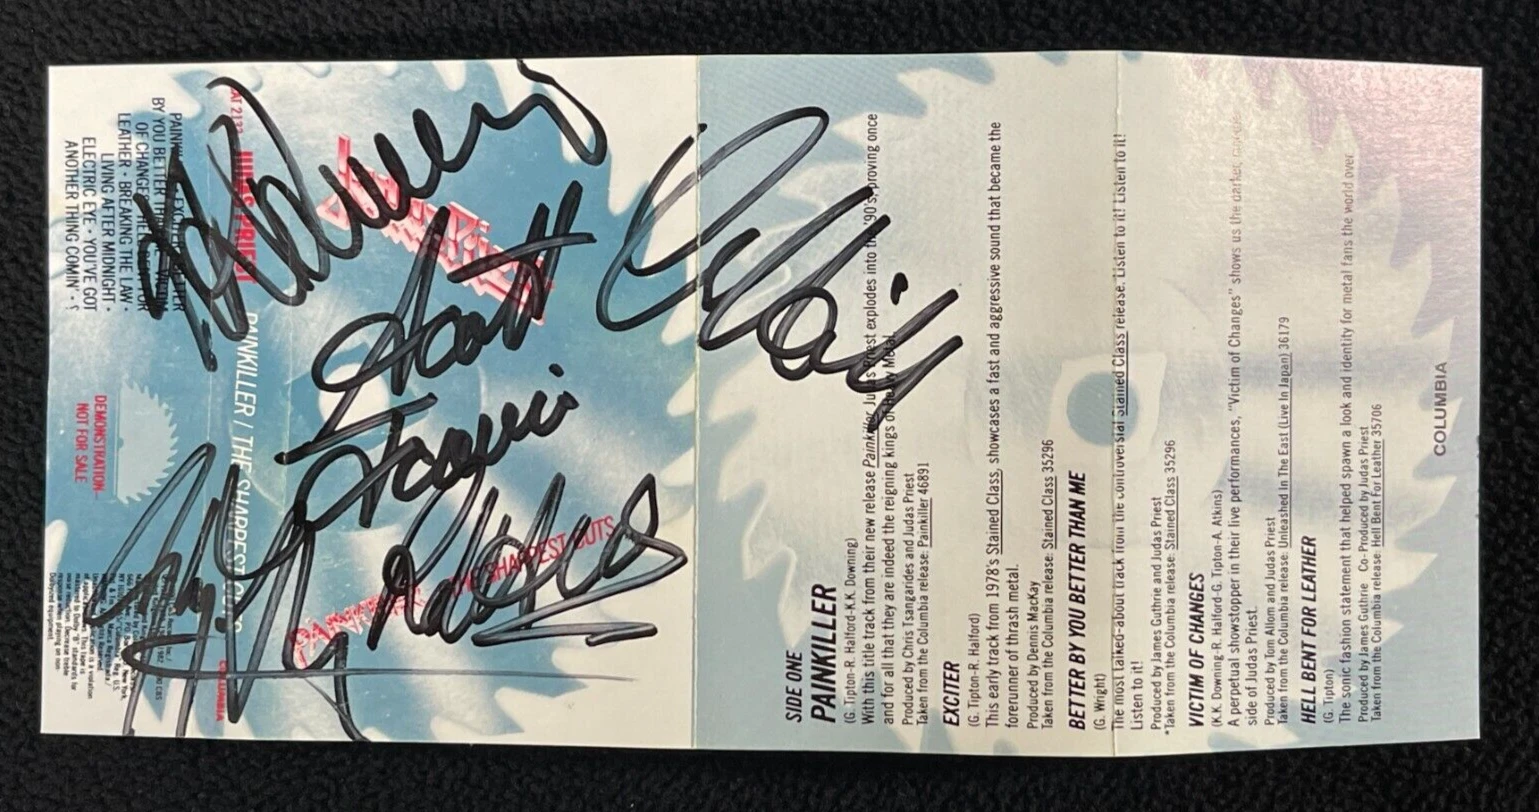 PAINKILLER / THE SHARPEST CUTS
COLUMBIA
BY YOU BETTER THAN ME
LEATHER • BREAKING THE LAW •
LIVING AFTER MIDNIGHT •
ELECTRIC EYE • YOU'VE GOT
ANOTHER THING COMIN'
DEMONSTRATION-
NOT FOR SALE
JUDAS PRIEST
PAINKILLER
THE SHARPEST CUTS
SIDE ONE
PAINKILLER
(G. Tipton-R. Halford-K.K. Downing)
With this title track from their new release Painkiller, Judas Priest explodes into the '90's, proving once
and for all that they are indeed the reigning kings of Heavy Metal.
Produced by Chris Tsangarides and Judas Priest
Taken from the Columbia release: Painkiller 46891
EXCITER
(G. Tipton-R. Halford)
This early track from 1978's Stained Class, showcases a fast and aggressive sound that became the
forerunner of thrash metal.
Produced by Dennis MacKay
Taken from the Columbia release: Stained Class 35296
BETTER BY YOU BETTER THAN ME
(G. Wright)
The most talked-about track from the controversial Stained Class release. Listen to it! Listen to it!
Listen to it!
Produced by James Guthrie and Judas Priest
*Taken from the Columbia release: Stained Class 35296
VICTIM OF CHANGES
(K.K. Downing-R. Halford-G. Tipton-A. Atkins)
A perpetual showstopper in their live performances, "Victim of Changes" shows us the darker,
side of Judas Priest.
Produced by Tom Allom and Judas Priest
Taken from the Columbia release: Unleashed In The East (Live In Japan) 36179
HELL BENT FOR LEATHER
(G. Tipton)
The sonic fashion statement that helped spawn a look and identity for metal fans the world over
Produced by James Guthrie Co-Produced by Judas Priest
Taken from the Columbia release: Hell Bent For Leather 35706
COLUMBIA